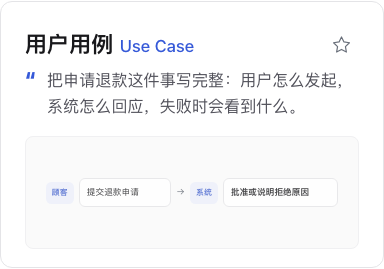 用户用例 Use Case
“ 把申请退款这件事写完整：用户怎么发起，
系统怎么回应，失败时会看到什么。
顾客 提交退款申请 → 系统 批准或说明拒绝原因